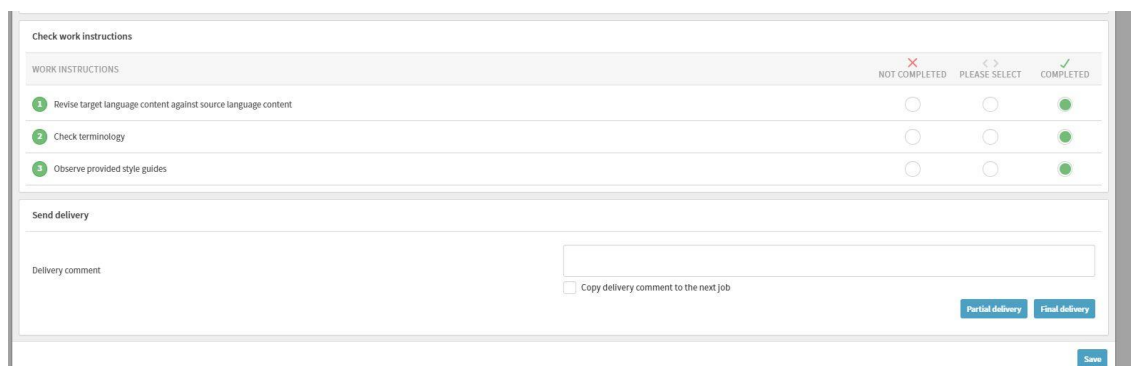 Check work instructions
WORK INSTRUCTIONS
NOT COMPLETED
PLEASE SELECT
COMPLETED
1 Revise target language content against source language content
2 Check terminology
3 Observe provided style guides
Send delivery
Delivery comment
Copy delivery comment to the next job
Partial delivery
Final delivery
Save